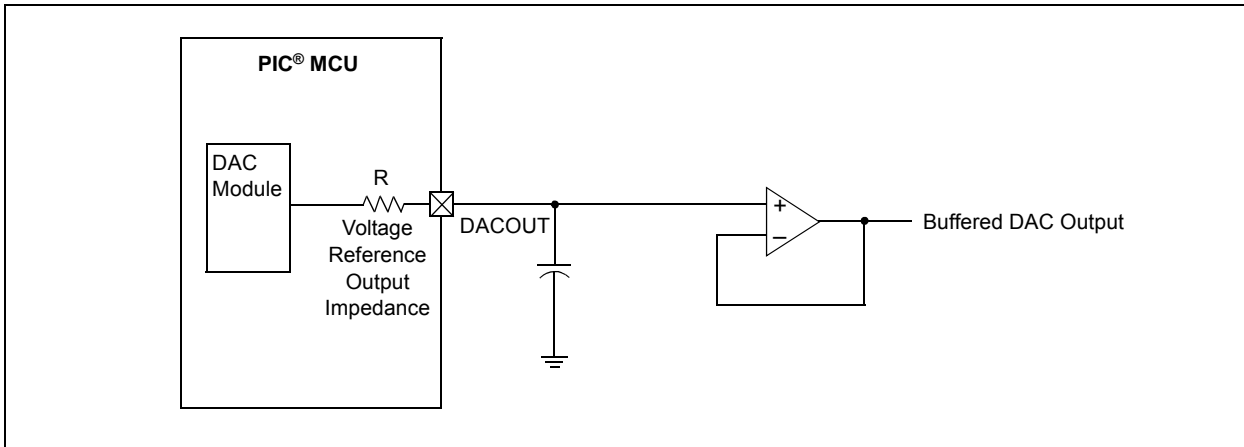 PIC® MCU
DAC
Module
R
Voltage
Reference
Output
Impedance
DACOUT
+
–
Buffered DAC Output